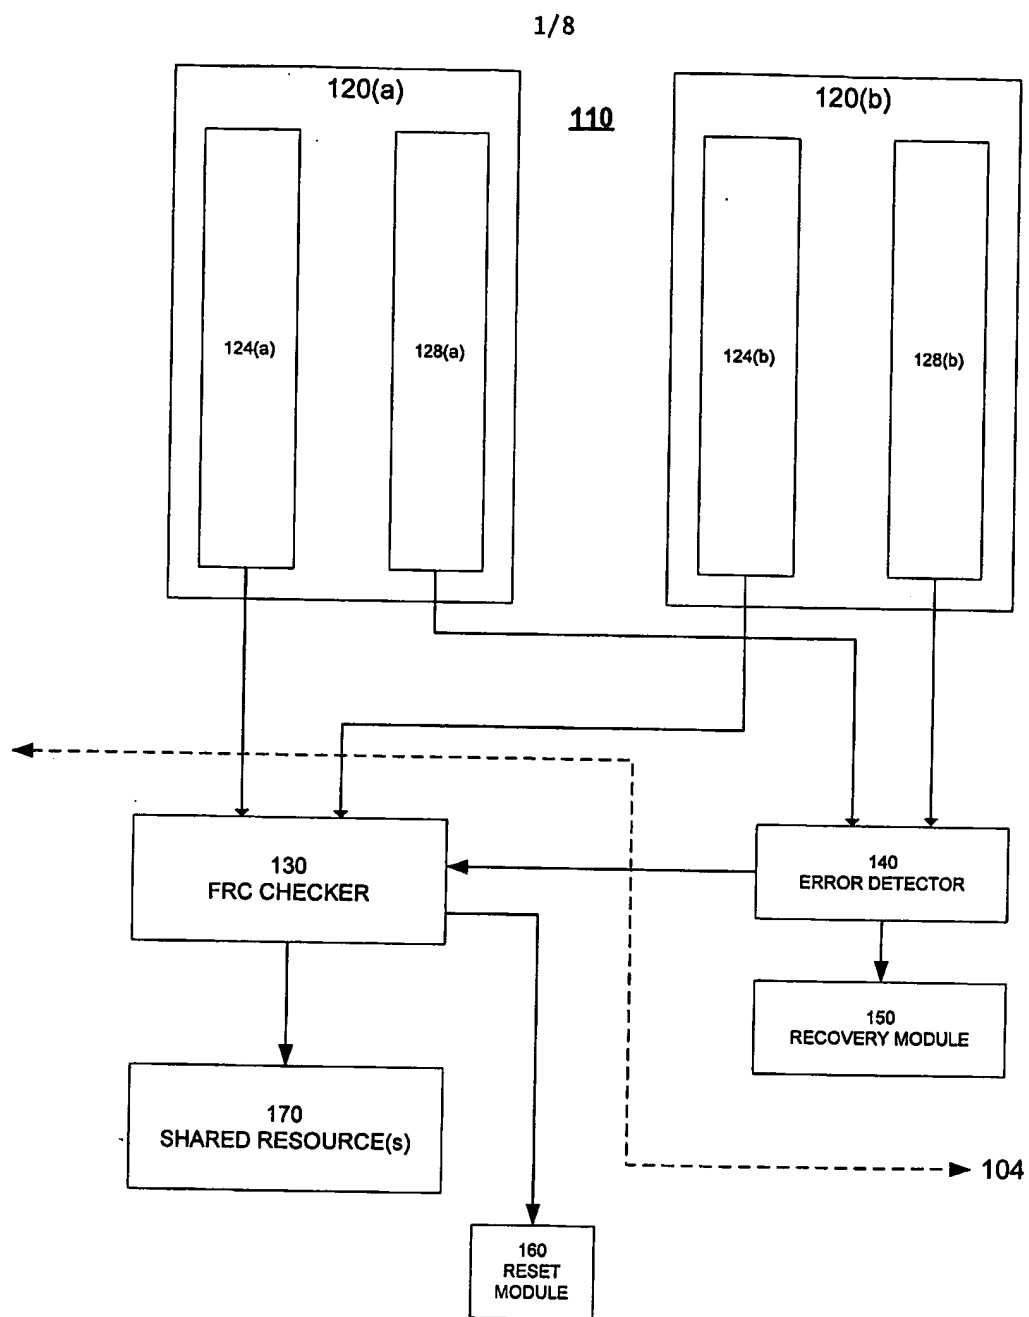 1/8
120(a)
110
120(b)
124(a)
128(a)
124(b)
128(b)
130
FRC CHECKER
140
ERROR DETECTOR
150
RECOVERY MODULE
170
SHARED RESOURCE(s)
104
160
RESET
MODULE